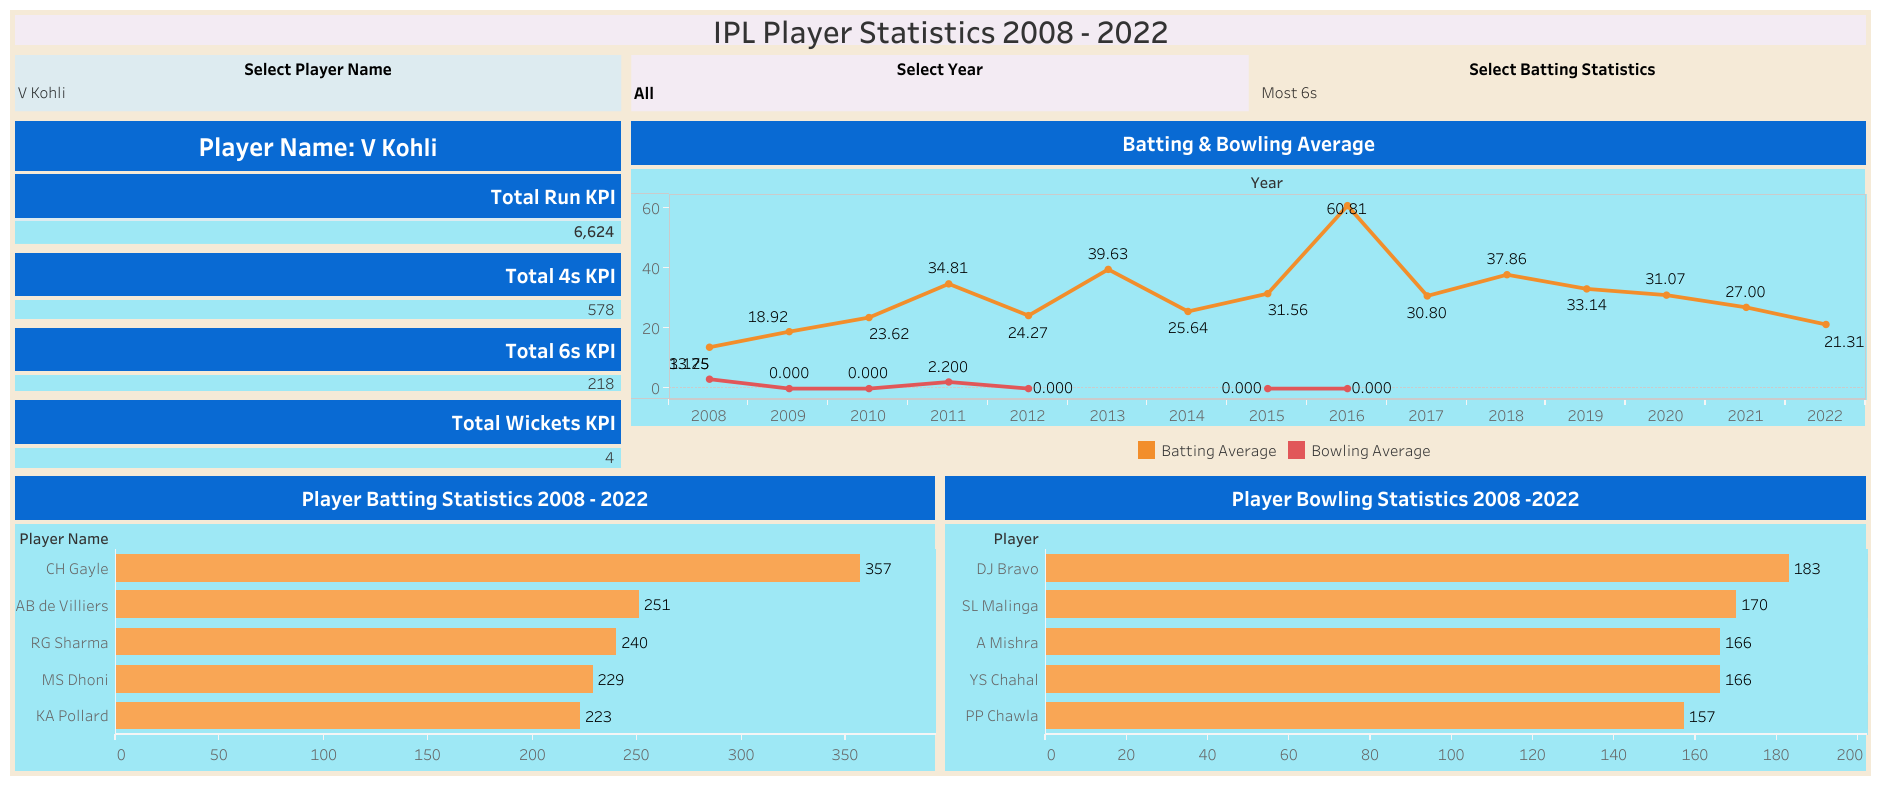 IPL Player Statistics 2008 - 2022
Select Player Name
V Kohli
Select Year
All
Select Batting Statistics
Most 6s
Player Name: V Kohli
Total Run KPI
6,624
Total 4s KPI
578
Total 6s KPI
218
Total Wickets KPI
4
Batting & Bowling Average
Year
60
40
20
0
18.92
23.62
34.81
24.27
39.63
25.64
31.56
60.81
30.80
37.86
33.14
31.07
27.00
21.31
0.000
0.000
2.200
0.000
0.000
0.000
2008 2009 2010 2011 2012 2013 2014 2015 2016 2017 2018 2019 2020 2021 2022
Batting Average Bowling Average
Player Batting Statistics 2008 - 2022
Player Name
CH Gayle 357
AB de Villiers 251
RG Sharma 240
MS Dhoni 229
KA Pollard 223
0 50 100 150 200 250 300 350
Player Bowling Statistics 2008 -2022
Player
DJ Bravo 183
SL Malinga 170
A Mishra 166
YS Chahal 166
PP Chawla 157
0 20 40 60 80 100 120 140 160 180 200